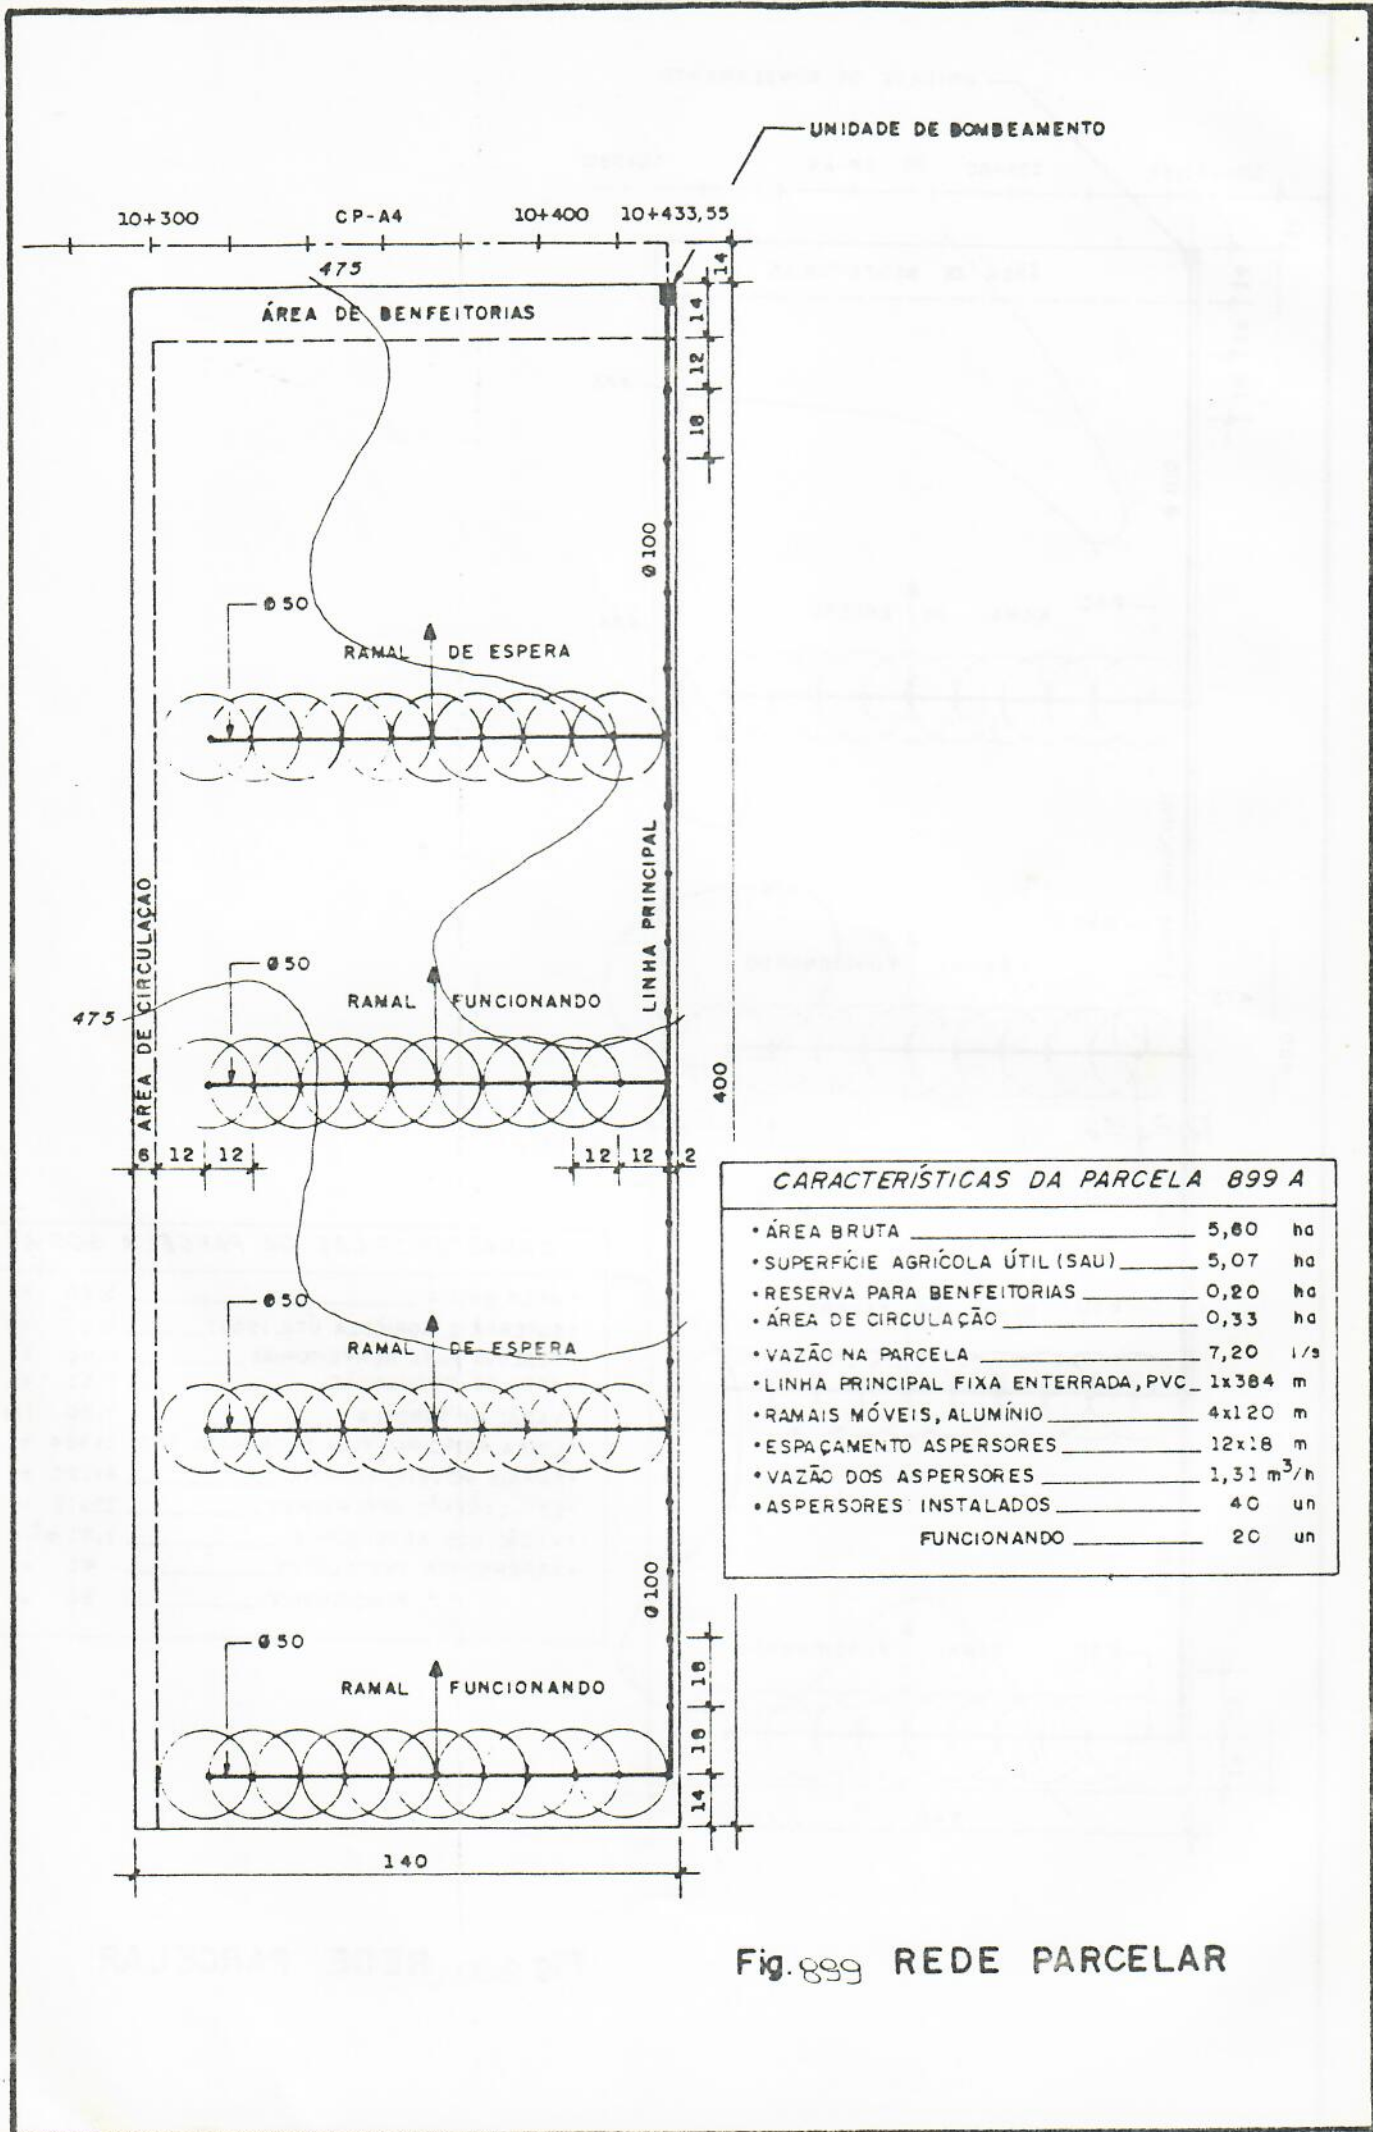 UNIDADE DE BOMBEAMENTO
10+300 CP-A4 10+400 10+433,55
475
14
ÁREA DE BENFEITORIAS
14
12
18
Ø100
Ø50
RAMAL DE ESPERA
LINHA PRINCIPAL
ÁREA DE CIRCULAÇAO
Ø50
RAMAL FUNCIONANDO
475
400
6 12 12 12 12 2
CARACTERÍSTICAS DA PARCELA 899 A
• ÁREA BRUTA 5,60 ha
• SUPERFÍCIE AGRÍCOLA ÚTIL (SAU) 5,07 ha
• RESERVA PARA BENFEITORIAS 0,20 ha
• ÁREA DE CIRCULAÇÃO 0,33 ha
• VAZÃO NA PARCELA 7,20 l/s
• LINHA PRINCIPAL FIXA ENTERRADA, PVC 1x384 m
• RAMAIS MÓVEIS, ALUMÍNIO 4x120 m
• ESPAÇAMENTO ASPERSORES 12x18 m
• VAZÃO DOS ASPERSORES 1,31 m³/h
• ASPERSORES INSTALADOS 40 un
FUNCIONANDO 20 un
Ø50
RAMAL DE ESPERA
Ø100
Ø50
RAMAL FUNCIONANDO
18
18
14
140
Fig. 899 REDE PARCELAR